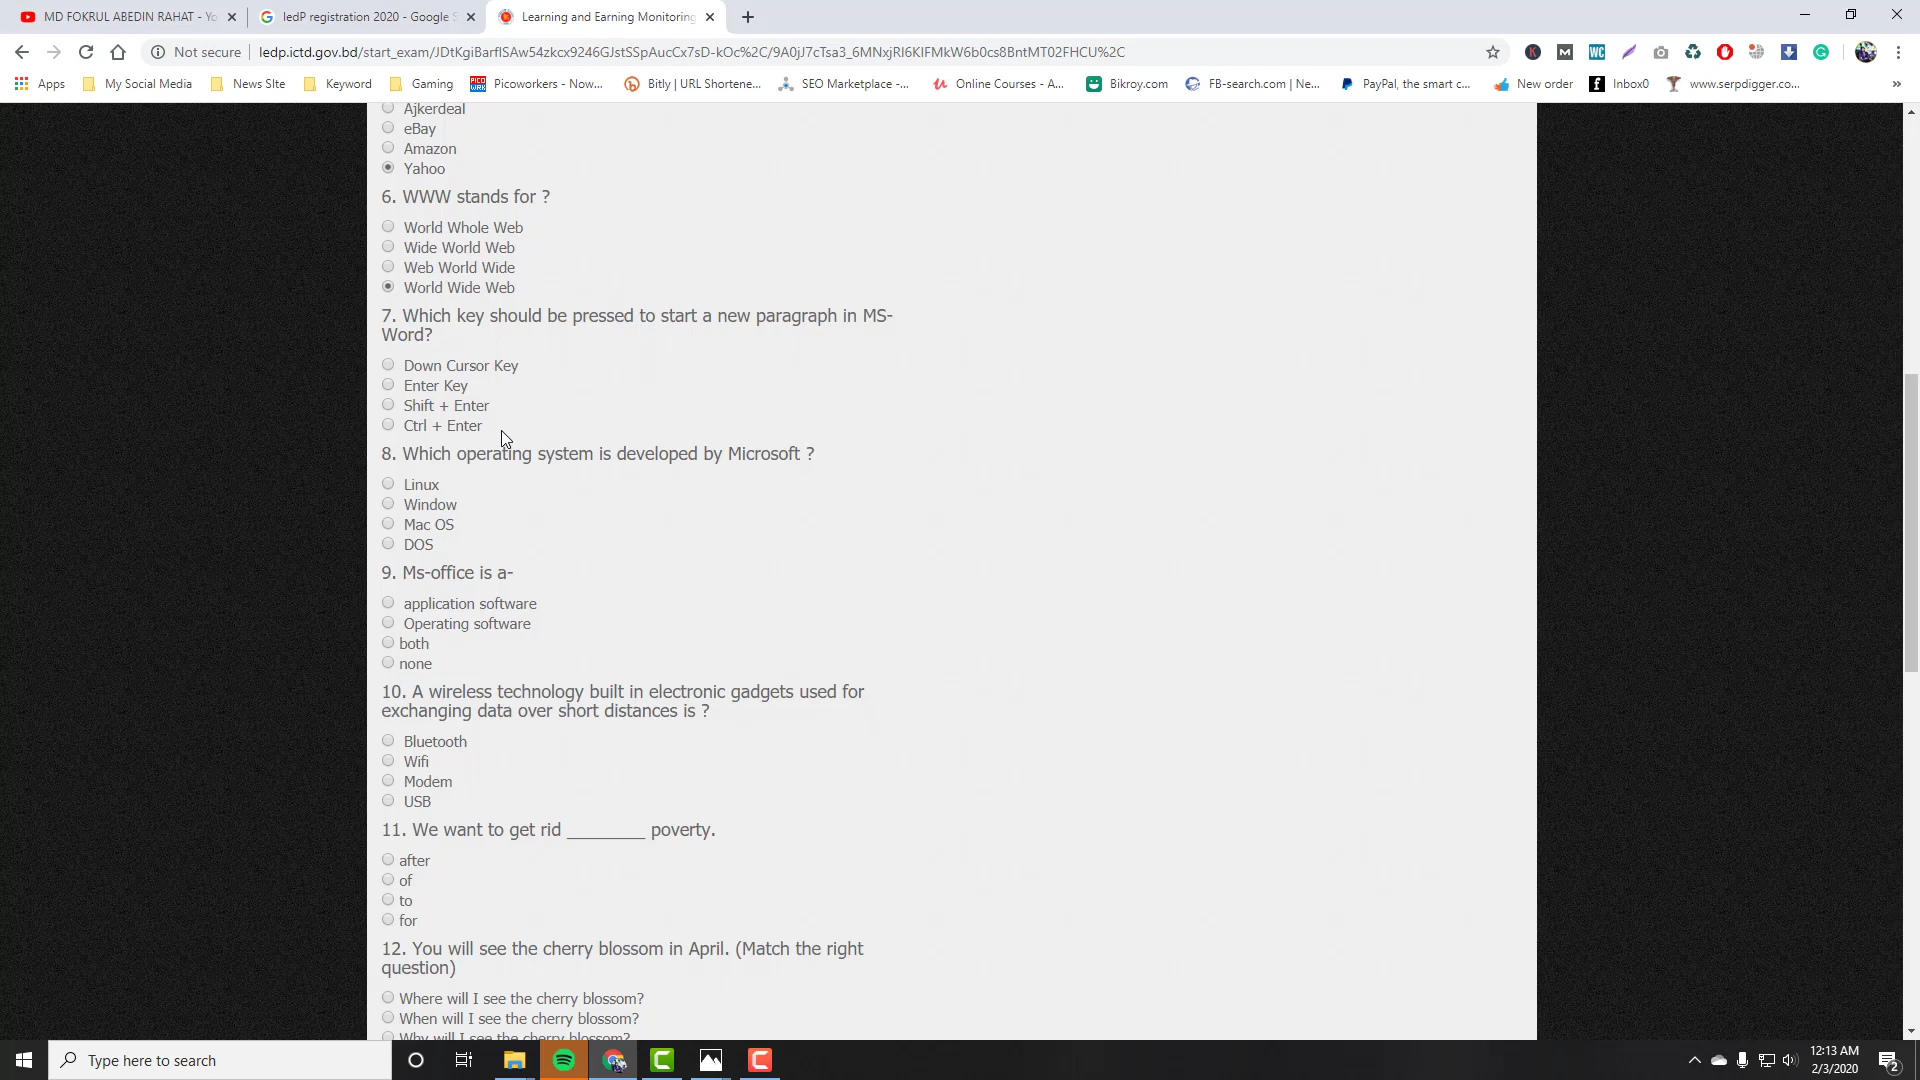 MD FOKRUL ABEDIN RAHAT - Yo
ledP registration 2020 - Google S
Learning and Earning Monitoring
Not secure
ledp.ictd.gov.bd/start_exam/JDtKgiBarfISAw54zkcx9246GJstSSpAucCx7sD-kOc%2C/9A0jJ7cTsa3_6MNxjRI6KIFMkW6b0cs8BntMT02FHCU%2C
Apps
My Social Media
News SIte
Keyword
Gaming
Picoworkers - Now...
Bitly | URL Shortene...
SEO Marketplace -...
Online Courses - A...
Bikroy.com
FB-search.com | Ne...
PayPal, the smart c...
New order
Inbox0
www.serpdigger.co...
»
Ajkerdeal
eBay
Amazon
Yahoo
6. WWW stands for ?
World Whole Web
Wide World Web
Web World Wide
World Wide Web
7. Which key should be pressed to start a new paragraph in MS-
Word?
Down Cursor Key
Enter Key
Shift + Enter
Ctrl + Enter
8. Which operating system is developed by Microsoft ?
Linux
Window
Mac OS
DOS
9. Ms-office is a-
application software
Operating software
both
none
10. A wireless technology built in electronic gadgets used for
exchanging data over short distances is ?
Bluetooth
Wifi
Modem
USB
11. We want to get rid ________ poverty.
after
of
to
for
12. You will see the cherry blossom in April. (Match the right
question)
Where will I see the cherry blossom?
When will I see the cherry blossom?
Why will I see the cherry blossom?
Type here to search
12:13 AM
2/3/2020
2